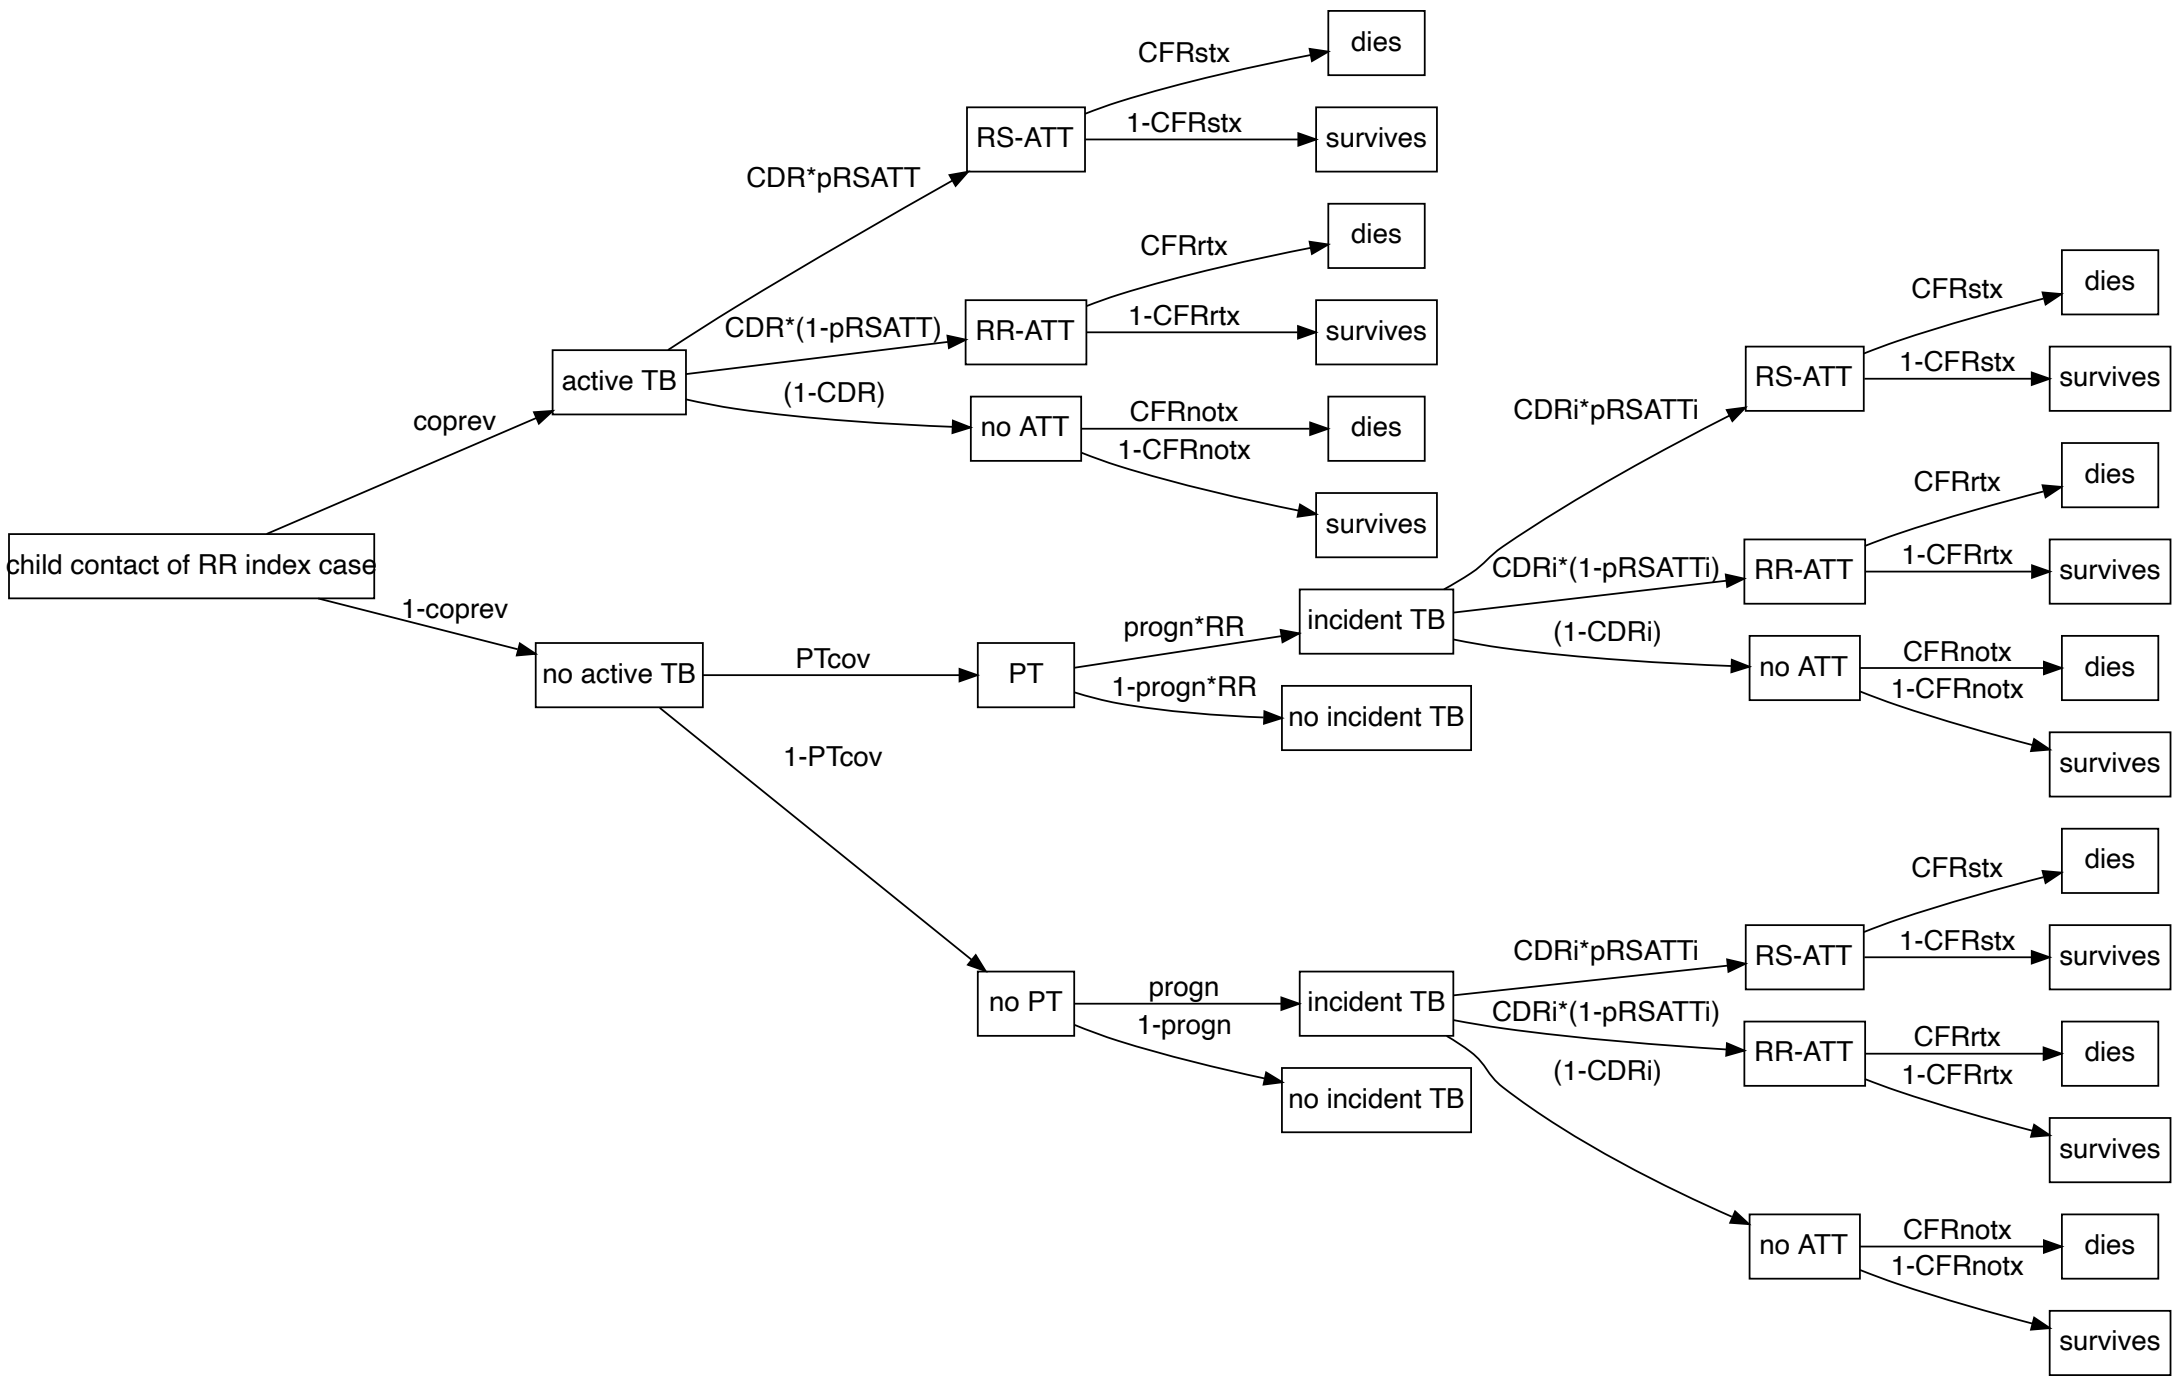 dies
CFRstx
RS-ATT
1-CFRstx
survives
CDR*pRSATT
dies
CFRrtx
RR-ATT
1-CFRrtx
survives
CDR*(1-pRSATT)
active TB
(1-CDR)
no ATT
CFRnotx
dies
1-CFRnotx
survives
coprev
child contact of RR index case
1-coprev
no active TB
PTcov
PT
progn*RR
incident TB
1-progn*RR
no incident TB
CDRi*pRSATTi
RS-ATT
CFRstx
dies
1-CFRstx
survives
CDRi*(1-pRSATTi)
RR-ATT
CFRrtx
dies
1-CFRrtx
survives
(1-CDRi)
no ATT
CFRnotx
dies
1-CFRnotx
survives
1-PTcov
no PT
progn
incident TB
1-progn
no incident TB
CDRi*pRSATTi
RS-ATT
CFRstx
dies
1-CFRstx
survives
CDRi*(1-pRSATTi)
RR-ATT
CFRrtx
dies
1-CFRrtx
survives
(1-CDRi)
no ATT
CFRnotx
dies
1-CFRnotx
survives